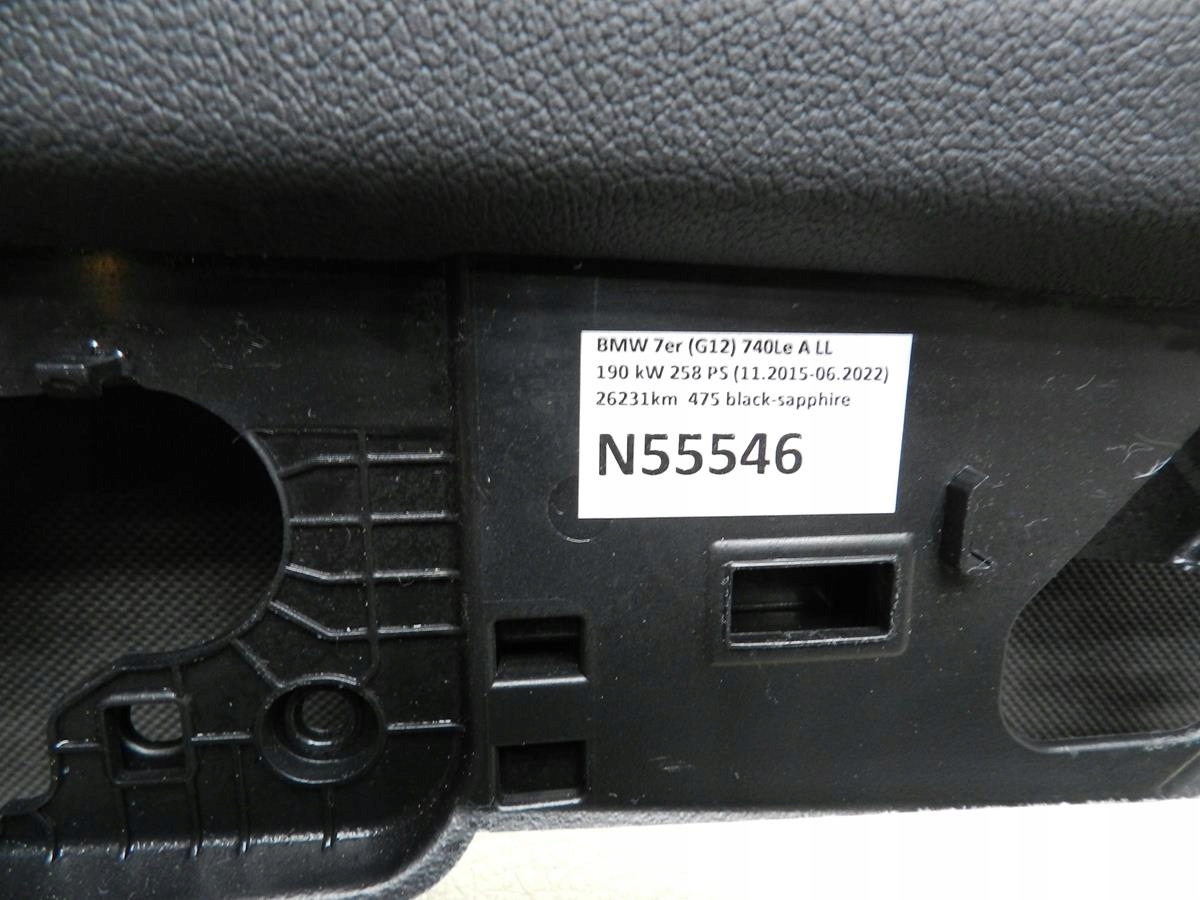 BMW 7er (G12) 740Le A LL
190 kW 258 PS (11.2015-06.2022)
26231km 475 black-sapphire
N55546